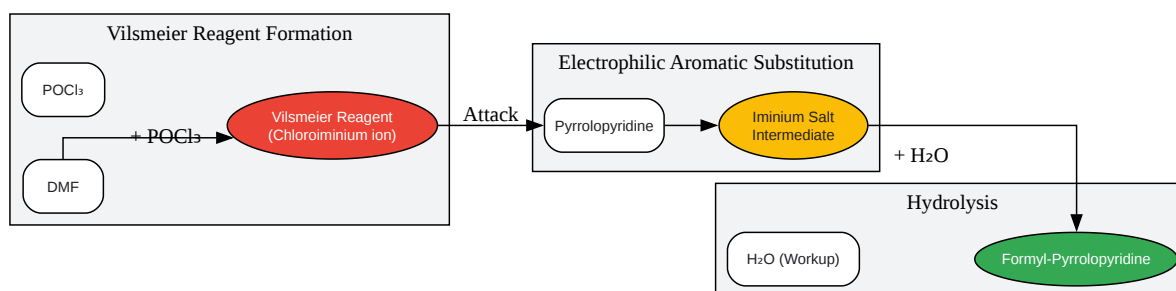 Vilsmeier Reagent Formation
POCl₃
DMF
+ POCl₃
Vilsmeier Reagent
(Chloroiminium ion)
Attack
Electrophilic Aromatic Substitution
Pyrrolopyridine
Iminium Salt
Intermediate
+ H₂O
Hydrolysis
H₂O (Workup)
Formyl-Pyrrolopyridine